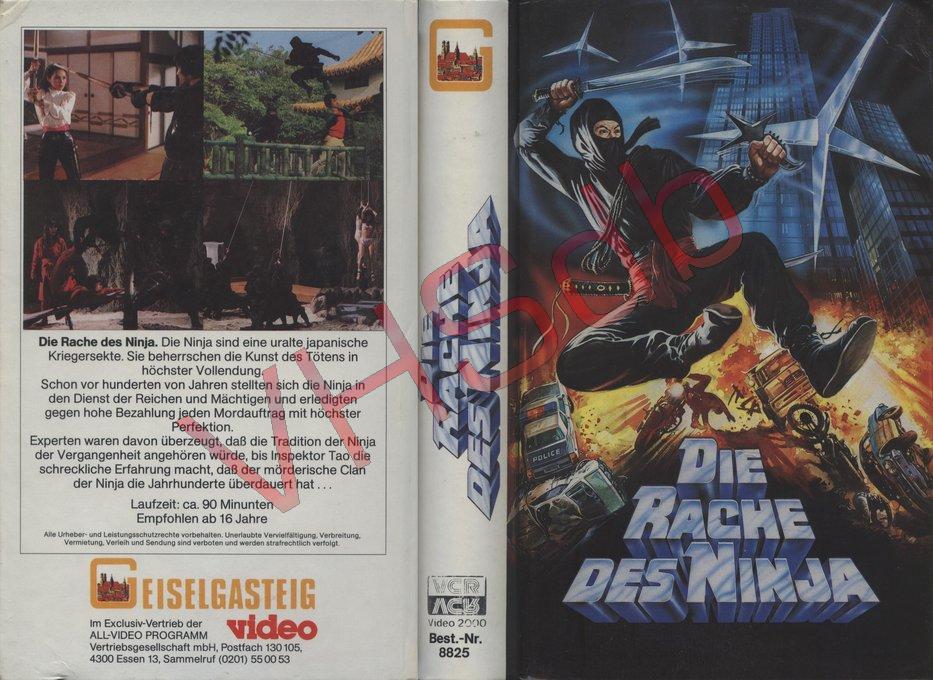 Die Rache des Ninja. Die Ninja sind eine uralte japanische
Kriegersekte. Sie beherrschen die Kunst des Tötens in
höchster Vollendung.
Schon vor hunderten von Jahren stellten sich die Ninja in
den Dienst der Reichen und Mächtigen und erledigten
gegen hohe Bezahlung jeden Mordauftrag mit höchster
Perfektion.
Experten waren davon überzeugt, daß die Tradition der Ninja
der Vergangenheit angehören würde, bis Inspektor Tao die
schreckliche Erfahrung macht, daß der mörderische Clan
der Ninja die Jahrhunderte überdauert hat ...
Laufzeit: ca. 90 Minunten
Empfohlen ab 16 Jahre
Alle Urheber- und Leistungsschutzrechte vorbehalten. Unerlaubte Vervielfältigung, Verbreitung,
Vermietung, Verleih und Sendung sind verboten und werden strafrechtlich verfolgt.
GEISELGASTEIG
video
Im Exclusiv-Vertrieb der
ALL-VIDEO PROGRAMM
Vertriebsgesellschaft mbH, Postfach 130 105,
4300 Essen 13, Sammelruf (0201) 55 00 53
G
DIE
RACHE
DES NINJA
VCR
VCR
Video 2000
Best.-Nr.
8825
POLICE
DIE
RACHE
DES NINJA
VHScb